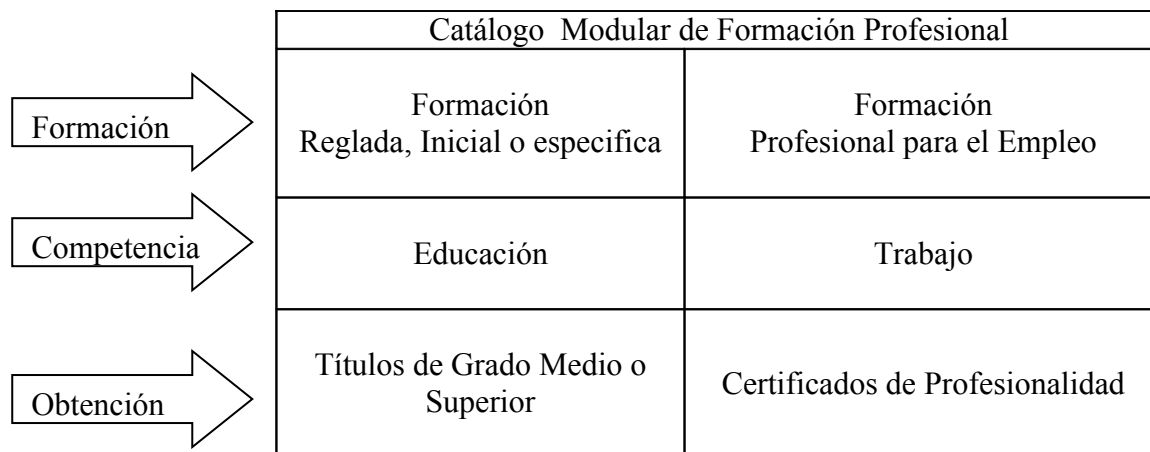 Catálogo Modular de Formación Profesional
Formación
Formación
Reglada, Inicial o especifica
Formación
Profesional para el Empleo
Competencia
Educación
Trabajo
Obtención
Títulos de Grado Medio o
Superior
Certificados de Profesionalidad